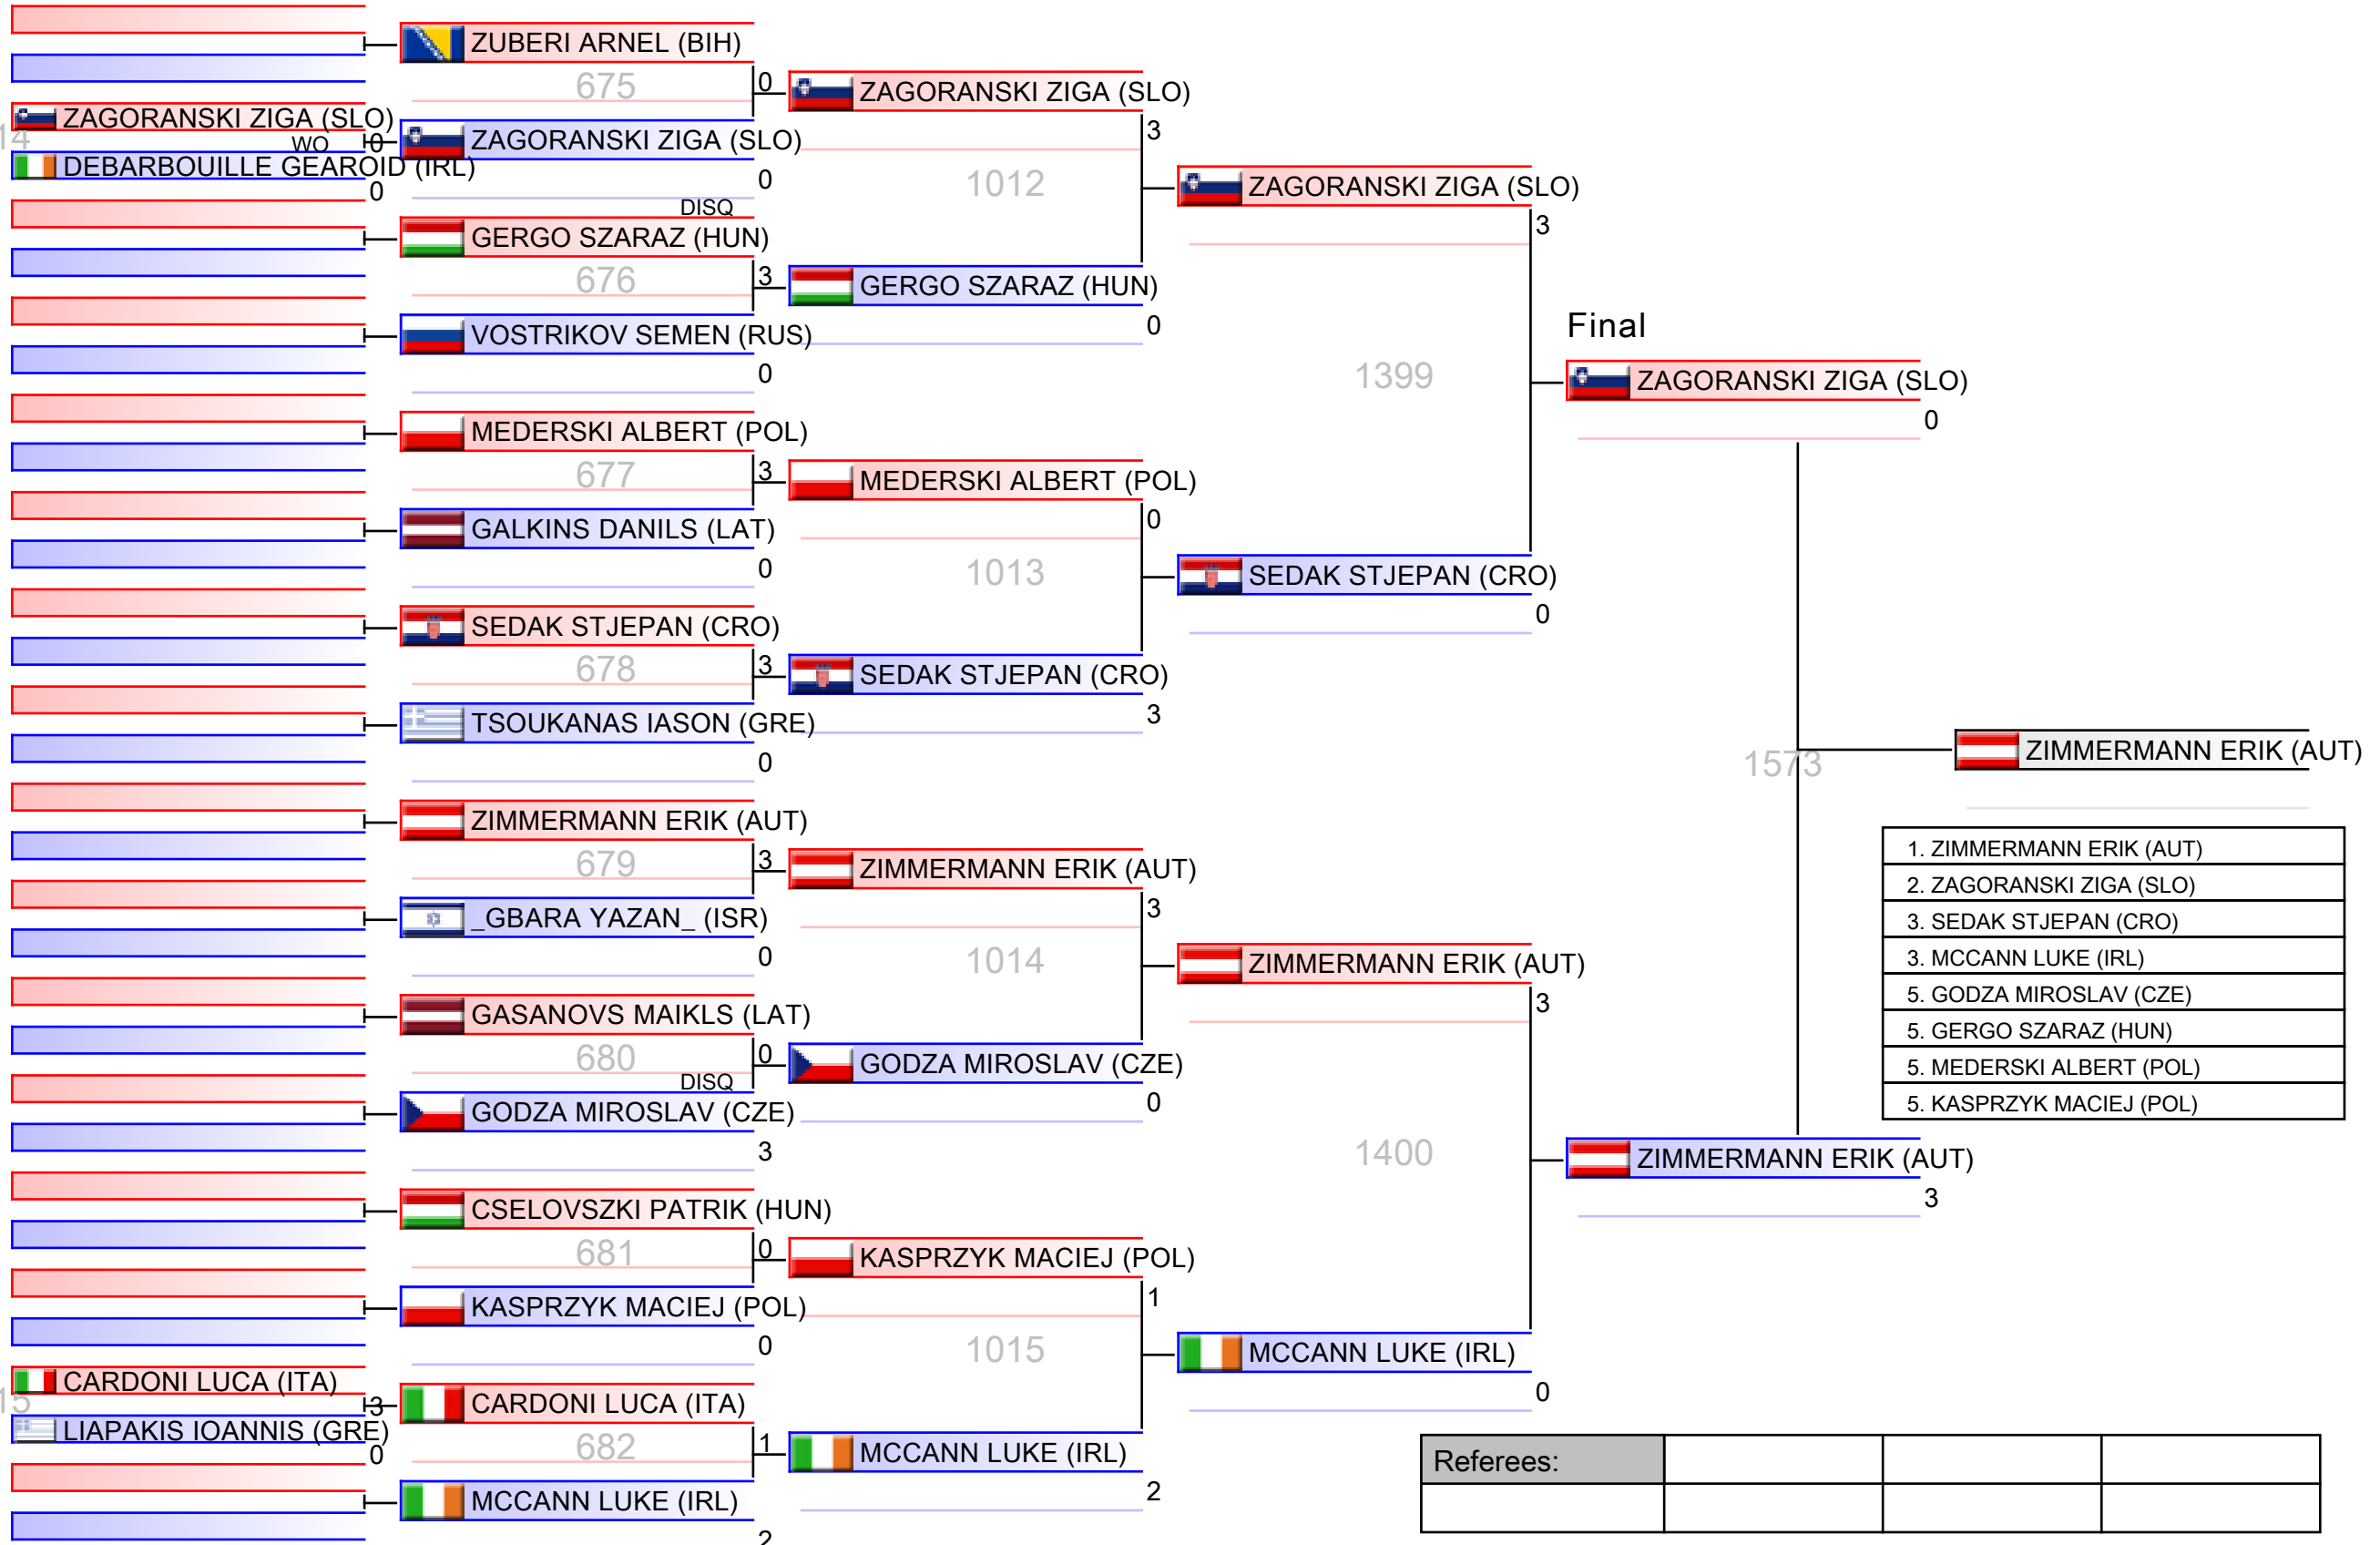 ZAGORANSKI ZIGA (SLO)
14
WO
0
DEBARBOUILLE GEAROID (IRL)
0
CARDONI LUCA (ITA)
15
3
LIAPAKIS IOANNIS (GRE)
0
ZUBERI ARNEL (BIH)
675
0
ZAGORANSKI ZIGA (SLO)
0
DISQ
GERGO SZARAZ (HUN)
676
3
VOSTRIKOV SEMEN (RUS)
0
MEDERSKI ALBERT (POL)
677
3
GALKINS DANILS (LAT)
0
SEDAK STJEPAN (CRO)
678
3
TSOUKANAS IASON (GRE)
0
ZIMMERMANN ERIK (AUT)
679
3
_GBARA YAZAN_ (ISR)
0
GASANOVS MAIKLS (LAT)
680
0
DISQ
GODZA MIROSLAV (CZE)
3
CSELOVSZKI PATRIK (HUN)
681
0
KASPRZYK MACIEJ (POL)
0
CARDONI LUCA (ITA)
682
1
MCCANN LUKE (IRL)
2
ZAGORANSKI ZIGA (SLO)
3
1012
GERGO SZARAZ (HUN)
0
MEDERSKI ALBERT (POL)
0
1013
SEDAK STJEPAN (CRO)
3
ZIMMERMANN ERIK (AUT)
3
1014
GODZA MIROSLAV (CZE)
0
KASPRZYK MACIEJ (POL)
1
1015
MCCANN LUKE (IRL)
2
ZAGORANSKI ZIGA (SLO)
3
1399
SEDAK STJEPAN (CRO)
0
ZIMMERMANN ERIK (AUT)
3
1400
MCCANN LUKE (IRL)
0
Final
ZAGORANSKI ZIGA (SLO)
0
1573
ZIMMERMANN ERIK (AUT)
3
ZIMMERMANN ERIK (AUT)
1. ZIMMERMANN ERIK (AUT)
2. ZAGORANSKI ZIGA (SLO)
3. SEDAK STJEPAN (CRO)
3. MCCANN LUKE (IRL)
5. GODZA MIROSLAV (CZE)
5. GERGO SZARAZ (HUN)
5. MEDERSKI ALBERT (POL)
5. KASPRZYK MACIEJ (POL)
Referees: